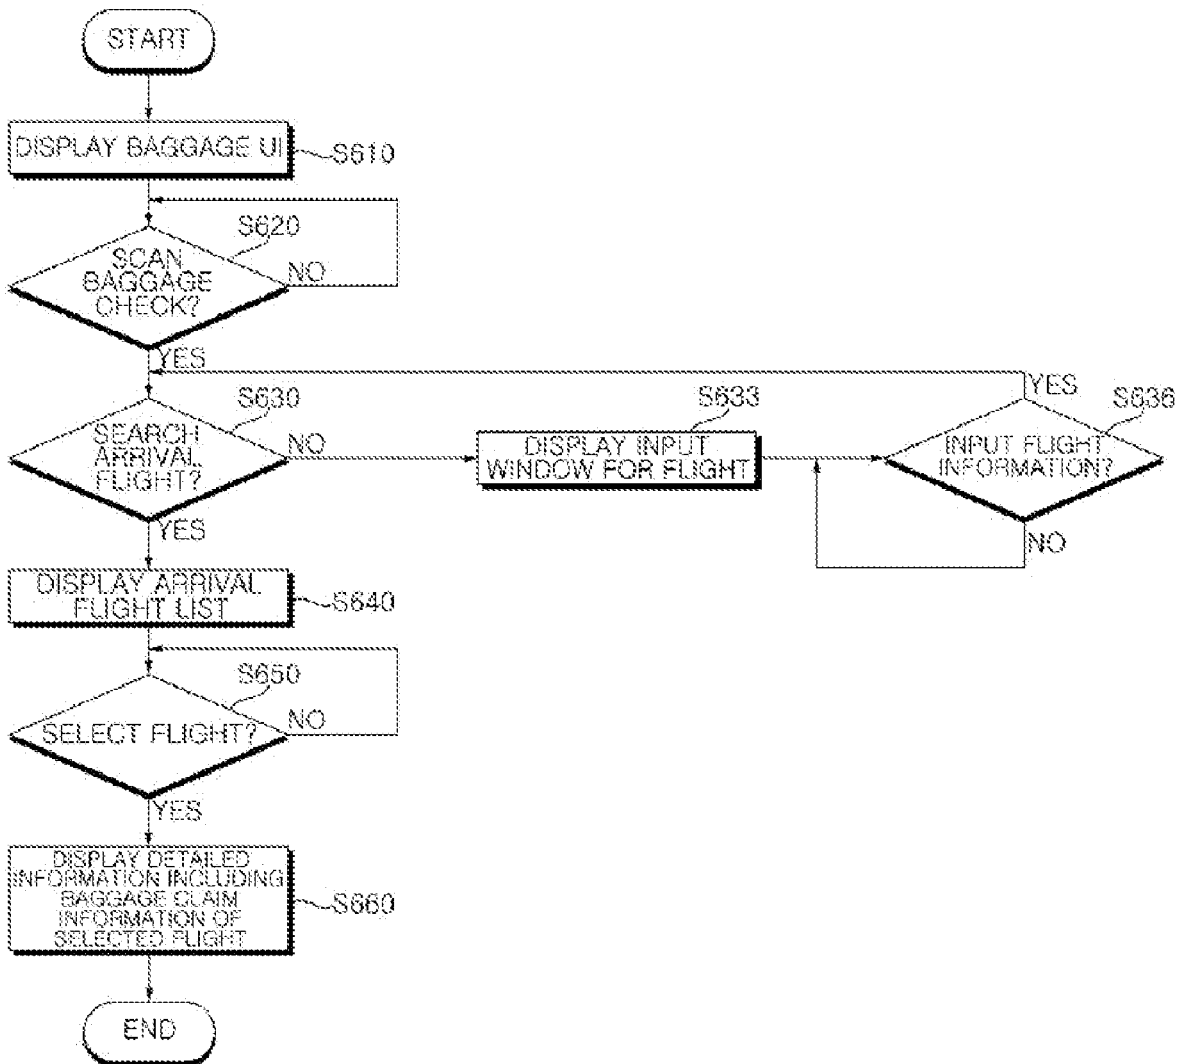 START
DISPLAY BAGGAGE UI
S610
S620
SCAN
BAGGAGE
CHECK?
NO
YES
S630
SEARCH
ARRIVAL
FLIGHT?
NO
S633
DISPLAY INPUT
WINDOW FOR FLIGHT
YES
S636
INPUT FLIGHT
INFORMATION?
NO
YES
DISPLAY ARRIVAL
FLIGHT LIST
S640
S650
SELECT FLIGHT?
NO
YES
DISPLAY DETAILED
INFORMATION INCLUDING
BAGGAGE CLAIM
INFORMATION OF
SELECTED FLIGHT
S660
END